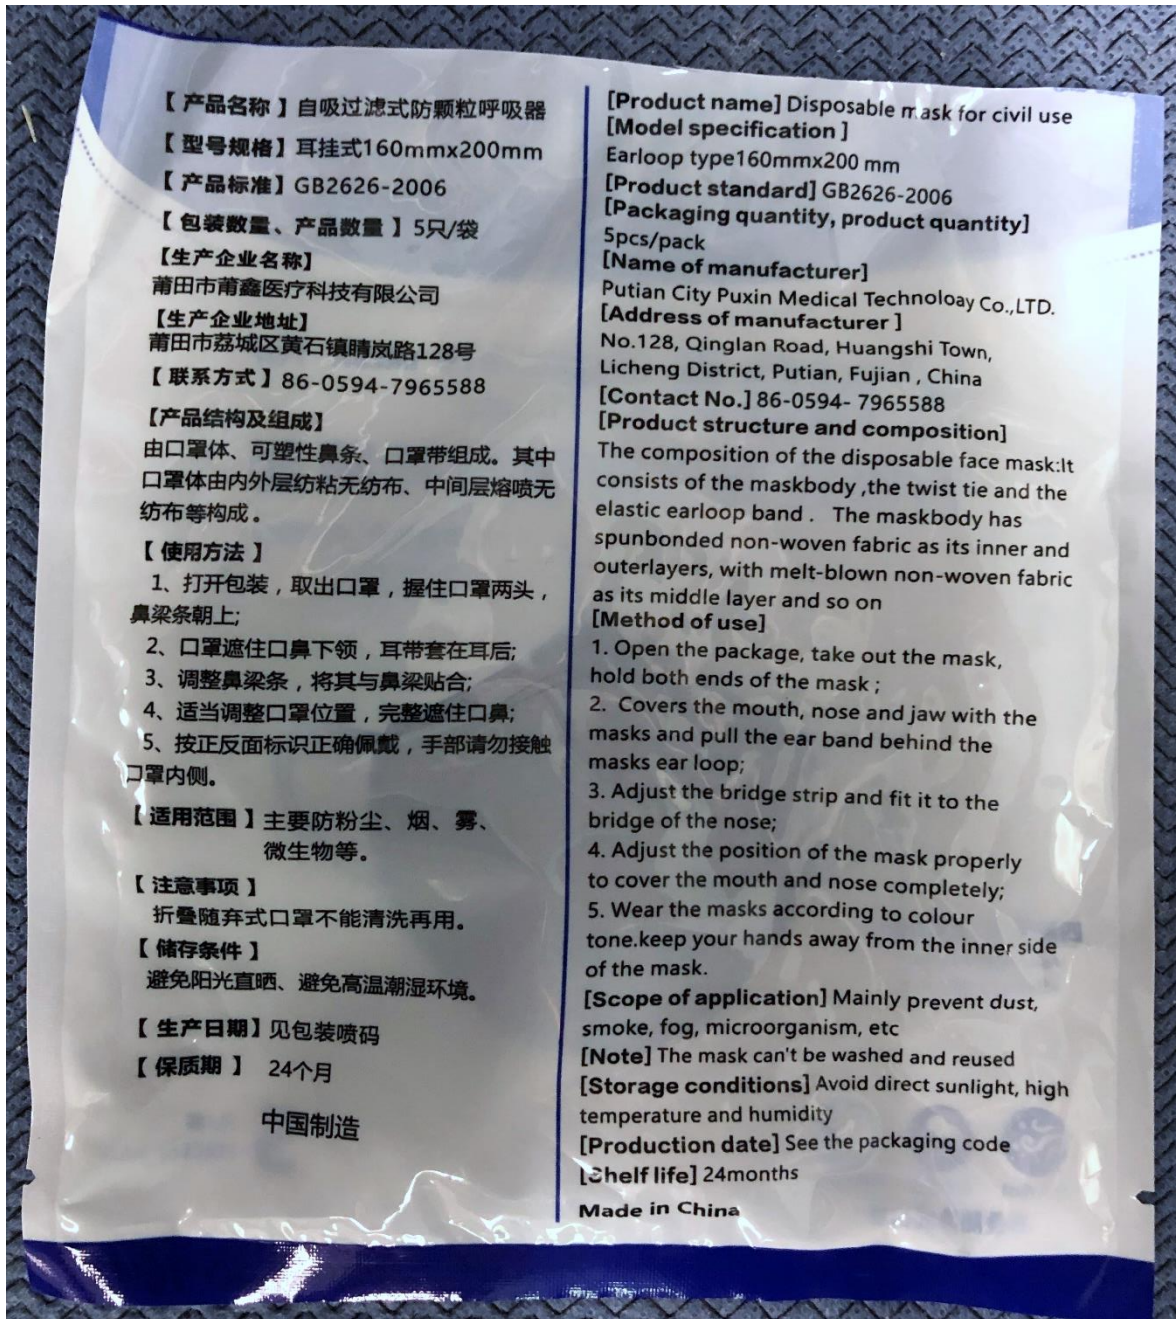 【产品名称】自吸过滤式防颗粒呼吸器
【型号规格】耳挂式160mmx200mm
【产品标准】GB2626-2006
【包装数量、产品数量】5只/袋
【生产企业名称】
莆田市莆鑫医疗科技有限公司
【生产企业地址】
莆田市荔城区黄石镇晴岚路128号
【联系方式】86-0594-7965588
【产品结构及组成】
由口罩体、可塑性鼻条、口罩带组成。其中
口罩体由内外层纺粘无纺布、中间层熔喷无
纺布等构成。
【使用方法】
1、打开包装，取出口罩，握住口罩两头，
鼻梁条朝上;
2、口罩遮住口鼻下颌，耳带套在耳后;
3、调整鼻梁条，将其与鼻梁贴合;
4、适当调整口罩位置，完整遮住口鼻;
5、按正反面标识正确佩戴，手部请勿接触
口罩内侧。
【适用范围】主要防粉尘、烟、雾、
微生物等。
【注意事项】
折叠随弃式口罩不能清洗再用。
【储存条件】
避免阳光直晒、避免高温潮湿环境。
【生产日期】见包装喷码
【保质期】 24个月
中国制造
[Product name] Disposable mask for civil use
[Model specification ]
Earloop type160mmx200 mm
[Product standard] GB2626-2006
[Packaging quantity, product quantity]
5pcs/pack
[Name of manufacturer]
Putian City Puxin Medical Technoloay Co.,LTD.
[Address of manufacturer ]
No.128, Qinglan Road, Huangshi Town,
Licheng District, Putian, Fujian , China
[Contact No.] 86-0594- 7965588
[Product structure and composition]
The composition of the disposable face mask:It
consists of the maskbody ,the twist tie and the
elastic earloop band . The maskbody has
spunbonded non-woven fabric as its inner and
outerlayers, with melt-blown non-woven fabric
as its middle layer and so on
[Method of use]
1. Open the package, take out the mask,
hold both ends of the mask ;
2. Covers the mouth, nose and jaw with the
masks and pull the ear band behind the
masks ear loop;
3. Adjust the bridge strip and fit it to the
bridge of the nose;
4. Adjust the position of the mask properly
to cover the mouth and nose completely;
5. Wear the masks according to colour
tone.keep your hands away from the inner side
of the mask.
[Scope of application] Mainly prevent dust,
smoke, fog, microorganism, etc
[Note] The mask can't be washed and reused
[Storage conditions] Avoid direct sunlight, high
temperature and humidity
[Production date] See the packaging code
[Shelf life] 24months
Made in China